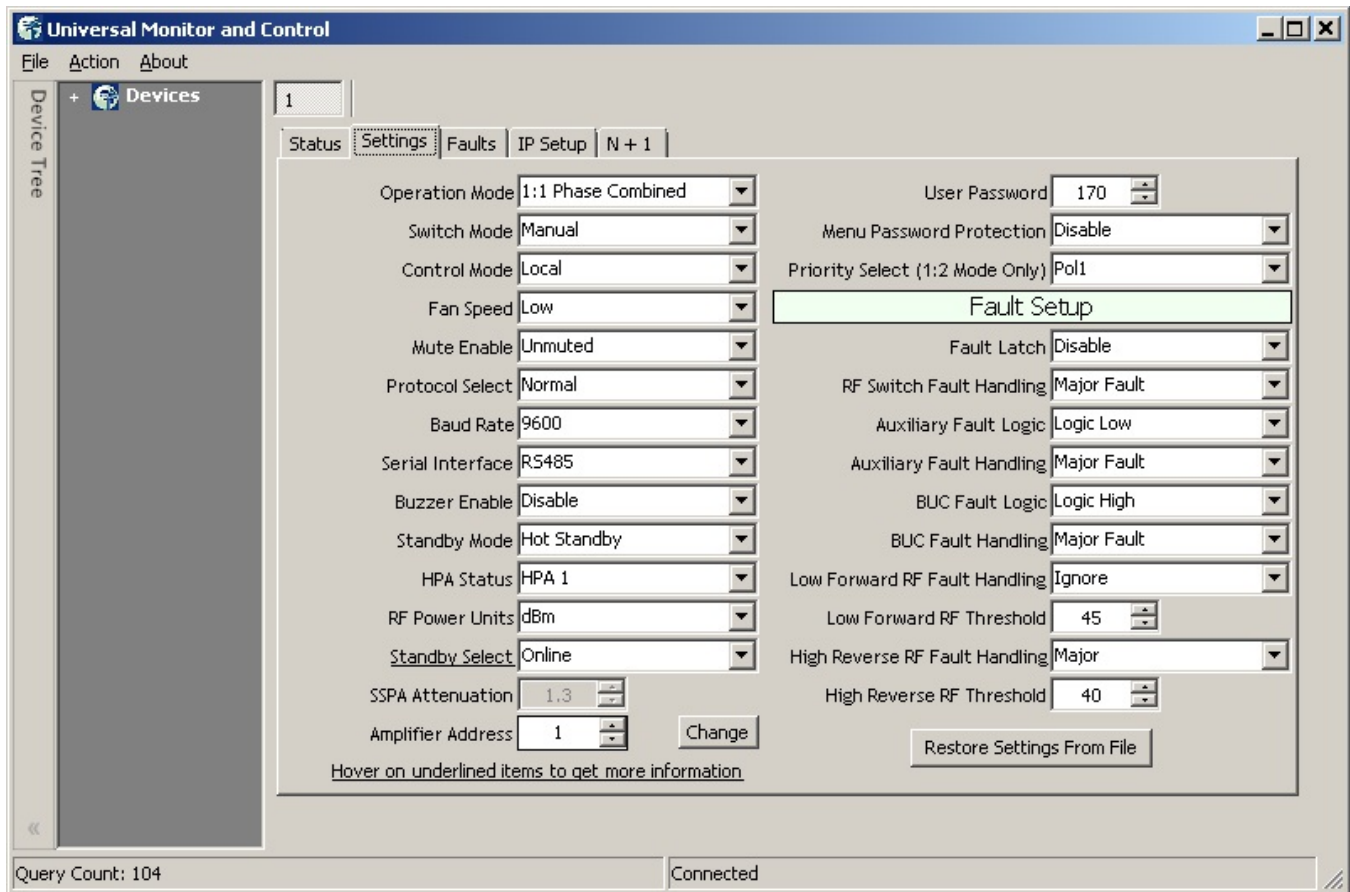 Universal Monitor and Control
File Action About
Device Tree
+ Devices
1
Status Settings Faults IP Setup N + 1
Operation Mode 1:1 Phase Combined
Switch Mode Manual
Control Mode Local
Fan Speed Low
Mute Enable Unmuted
Protocol Select Normal
Baud Rate 9600
Serial Interface RS485
Buzzer Enable Disable
Standby Mode Hot Standby
HPA Status HPA 1
RF Power Units dBm
Standby Select Online
SSPA Attenuation 1.3
Amplifier Address 1 Change
Hover on underlined items to get more information
User Password 170
Menu Password Protection Disable
Priority Select (1:2 Mode Only) Pol1
Fault Setup
Fault Latch Disable
RF Switch Fault Handling Major Fault
Auxiliary Fault Logic Logic Low
Auxiliary Fault Handling Major Fault
BUC Fault Logic Logic High
BUC Fault Handling Major Fault
Low Forward RF Fault Handling Ignore
Low Forward RF Threshold 45
High Reverse RF Fault Handling Major
High Reverse RF Threshold 40
Restore Settings From File
«
Query Count: 104
Connected